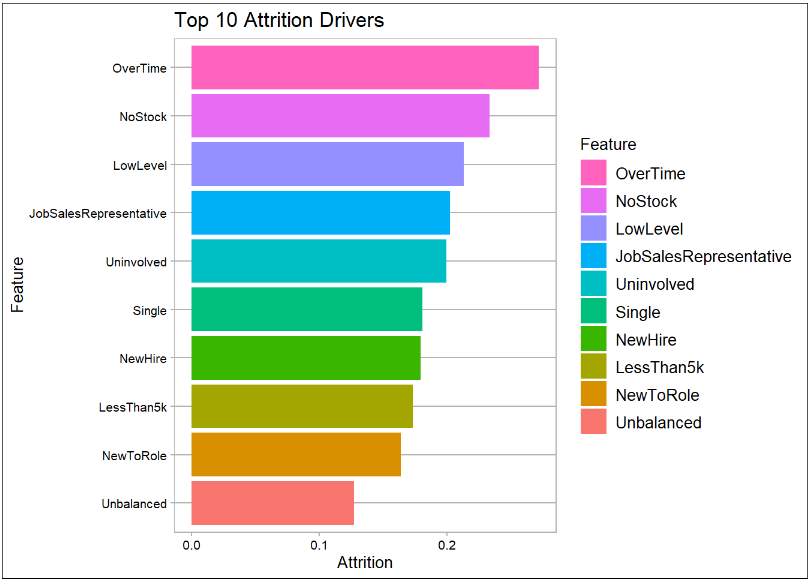 Top 10 Attrition Drivers
Feature
OverTime
NoStock
LowLevel
JobSalesRepresentative
Uninvolved
Single
NewHire
LessThan5k
NewToRole
Unbalanced
0.0 0.1 0.2
Attrition
Feature
OverTime
NoStock
LowLevel
JobSalesRepresentative
Uninvolved
Single
NewHire
LessThan5k
NewToRole
Unbalanced